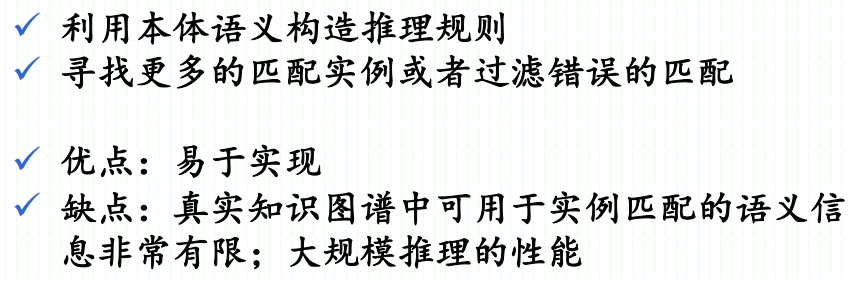 ✓ 利用本体语义构造推理规则
✓ 寻找更多的匹配实例或者过滤错误的匹配
✓ 优点：易于实现
✓ 缺点：真实知识图谱中可用于实例匹配的语义信
息非常有限；大规模推理的性能